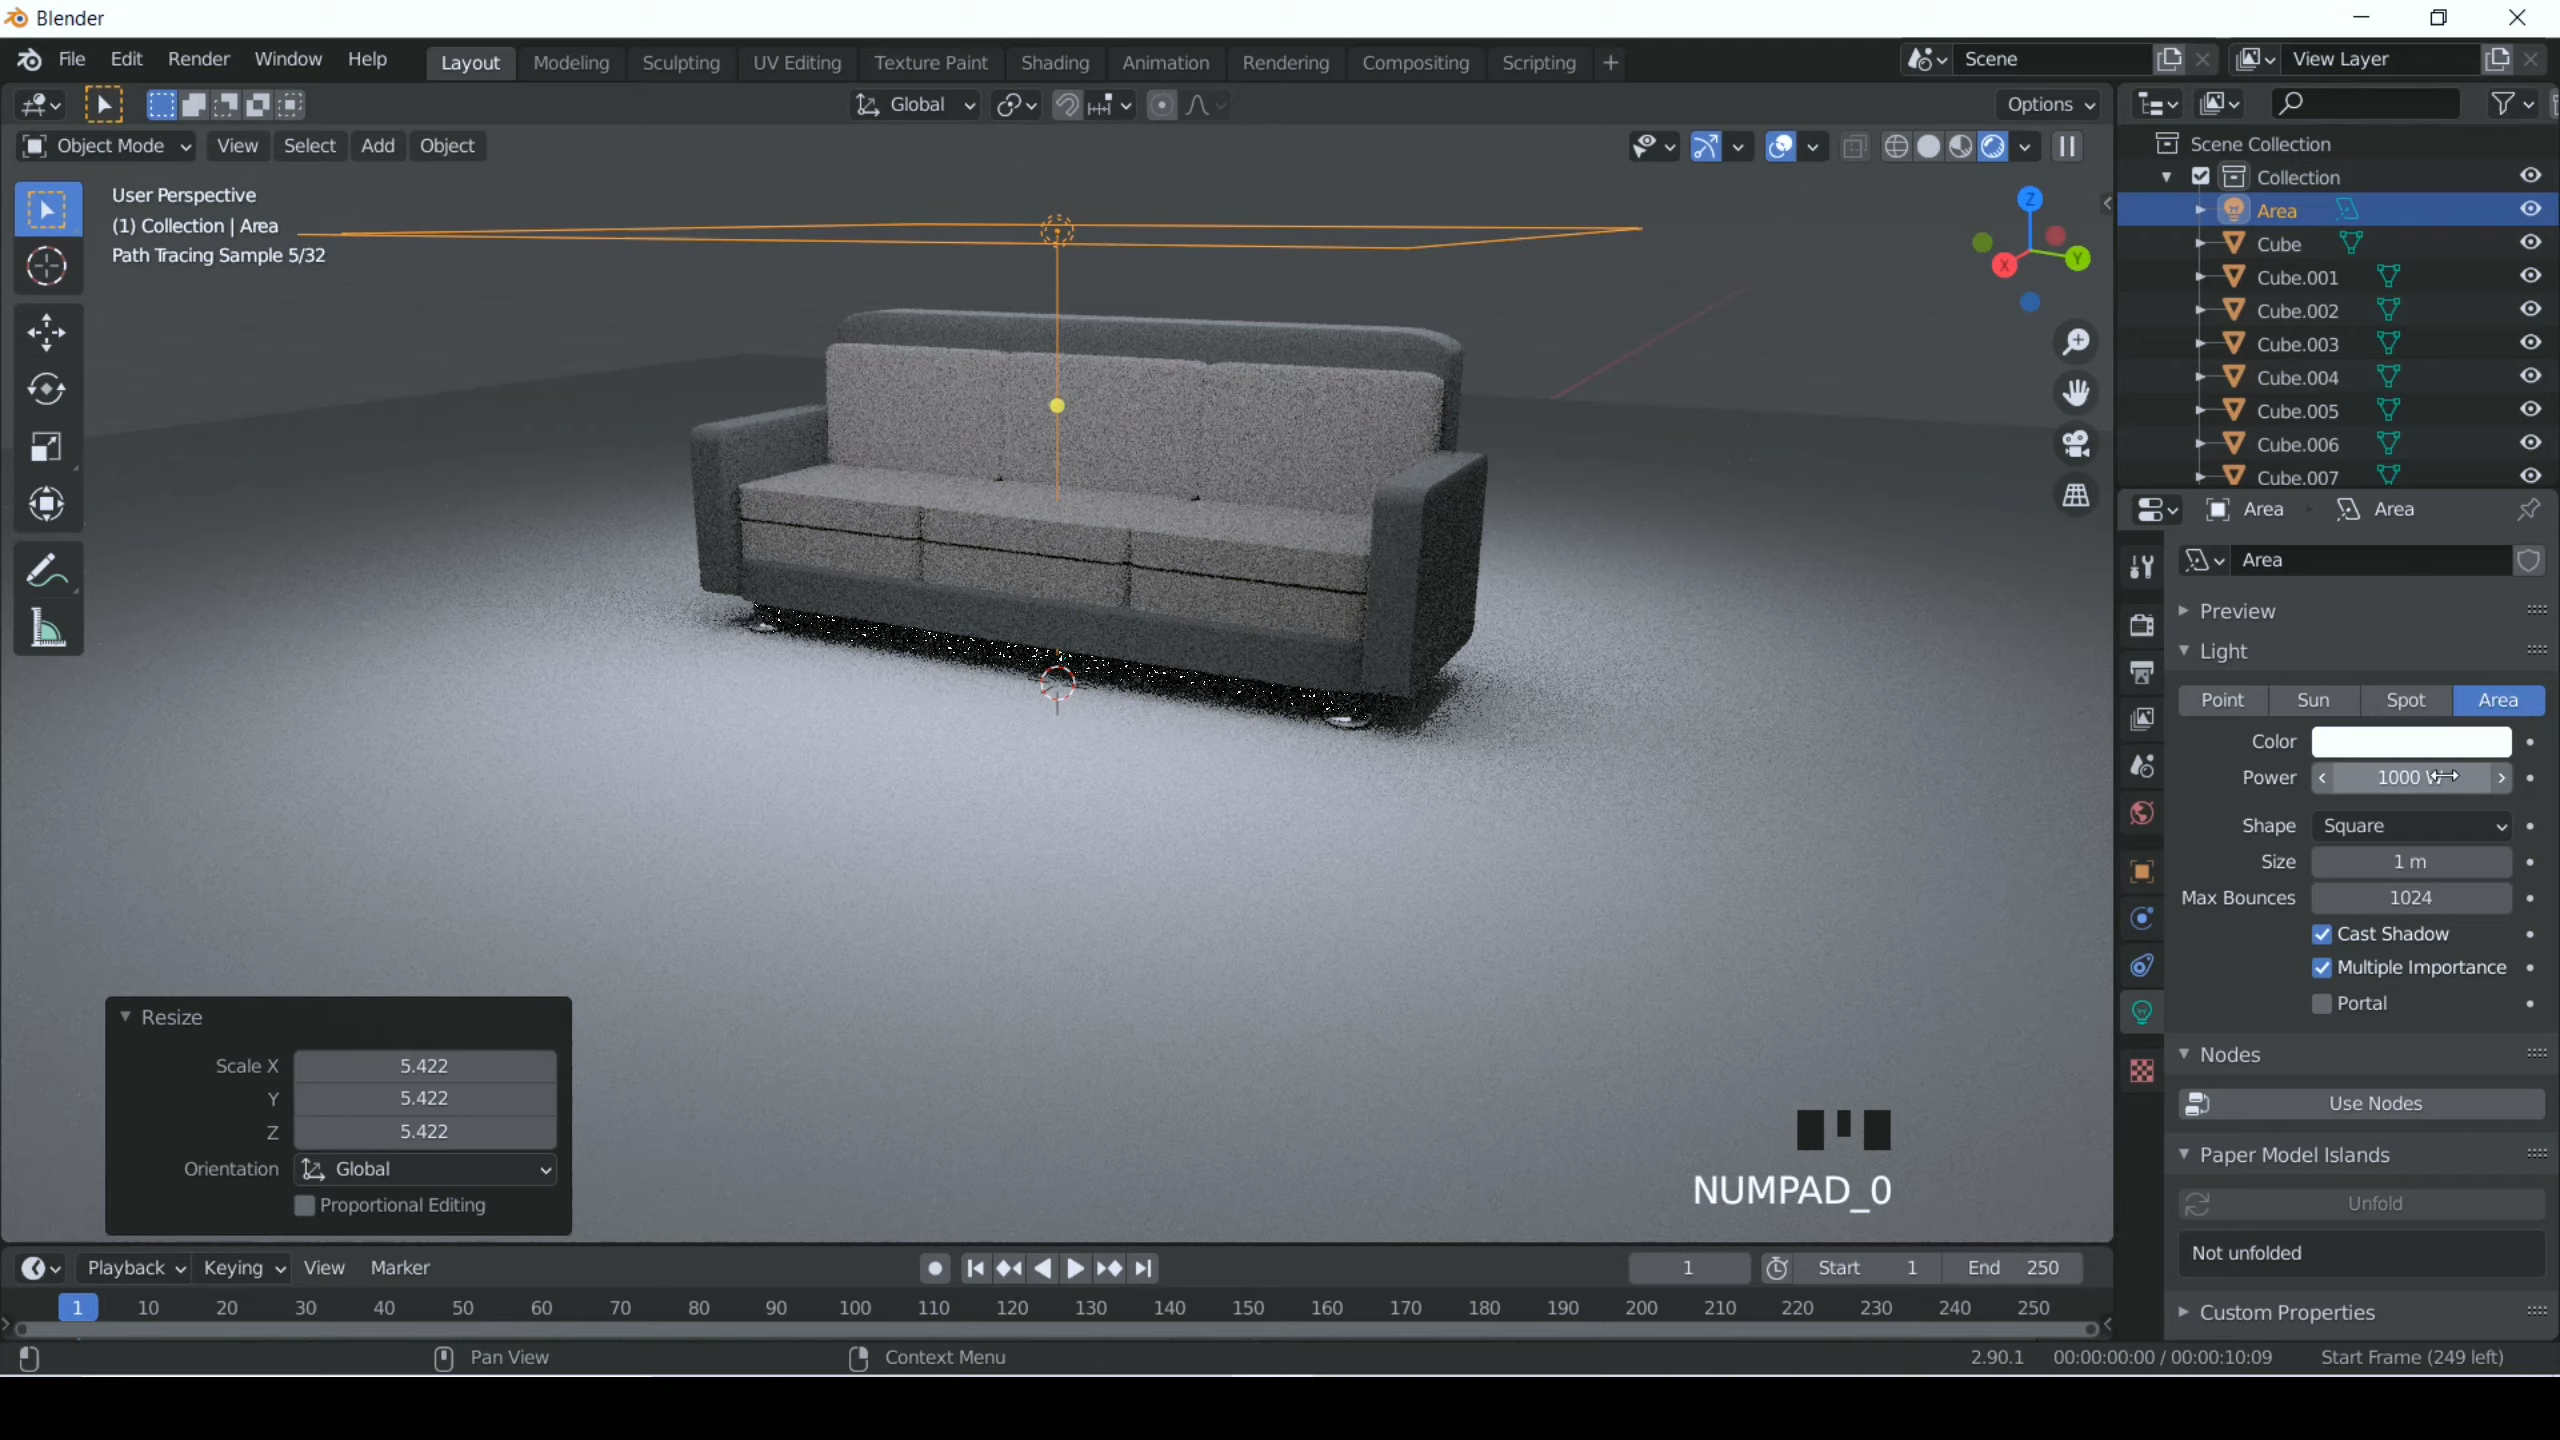 Blender
File Edit Render Window Help Layout Modeling Sculpting UV Editing Texture Paint Shading Animation Rendering Compositing Scripting + Scene View Layer
Global Options
Object Mode View Select Add Object
User Perspective
(1) Collection | Area
Path Tracing Sample 5/32
Z
X
Y
Scene Collection
Collection
Area
Cube
Cube.001
Cube.002
Cube.003
Cube.004
Cube.005
Cube.006
Cube.007
Area Area
Area
Preview
Light
Point Sun Spot Area
Color
Power 1000 W
Shape Square
Size 1 m
Max Bounces 1024
Cast Shadow
Multiple Importance
Portal
Nodes
Use Nodes
Paper Model Islands
Unfold
Not unfolded
Custom Properties
Resize
Scale X 5.422
Y 5.422
Z 5.422
Orientation Global
Proportional Editing
NUMPAD_0
Playback Keying View Marker 1 Start 1 End 250
1 10 20 30 40 50 60 70 80 90 100 110 120 130 140 150 160 170 180 190 200 210 220 230 240 250
Pan View Context Menu 2.90.1 00:00:00:00 / 00:00:10:09 Start Frame (249 left)